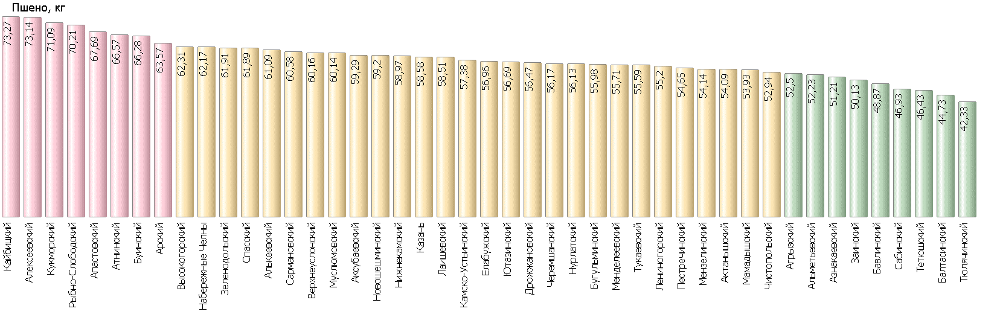 Пшено, кг
73,27
73,14
71,09
70,21
67,69
66,57
66,28
63,57
62,31
62,17
61,91
61,89
61,09
60,58
60,16
60,14
59,29
59,2
58,97
58,58
58,51
57,38
56,96
56,69
56,47
56,17
56,13
55,98
55,71
55,59
55,2
54,65
54,14
54,09
53,93
52,94
52,5
52,23
51,21
50,13
48,87
46,93
46,43
44,73
42,33
Кайбицкий
Алексеевский
Кукморский
Рыбно-Слободский
Апастовский
Атнинский
Буинский
Арский
Высокогорский
Набережные Челны
Зеленодольский
Спасский
Алькеевский
Сармановский
Верхнеуслонский
Муслюмовский
Аксубаевский
Новошешминский
Нижнекамский
Казань
Лаишевский
Камско-Устьинский
Елабужский
Ютазинский
Дрожжановский
Черемшанский
Нурлатский
Бугульминский
Менделеевский
Тукаевский
Лениногорский
Пестречинский
Мензелинский
Актанышский
Мамадышский
Чистопольский
Агрызский
Альметьевский
Азнакаевский
Заинский
Бавлинский
Сабинский
Тетюшский
Балтасинский
Тюлячинский